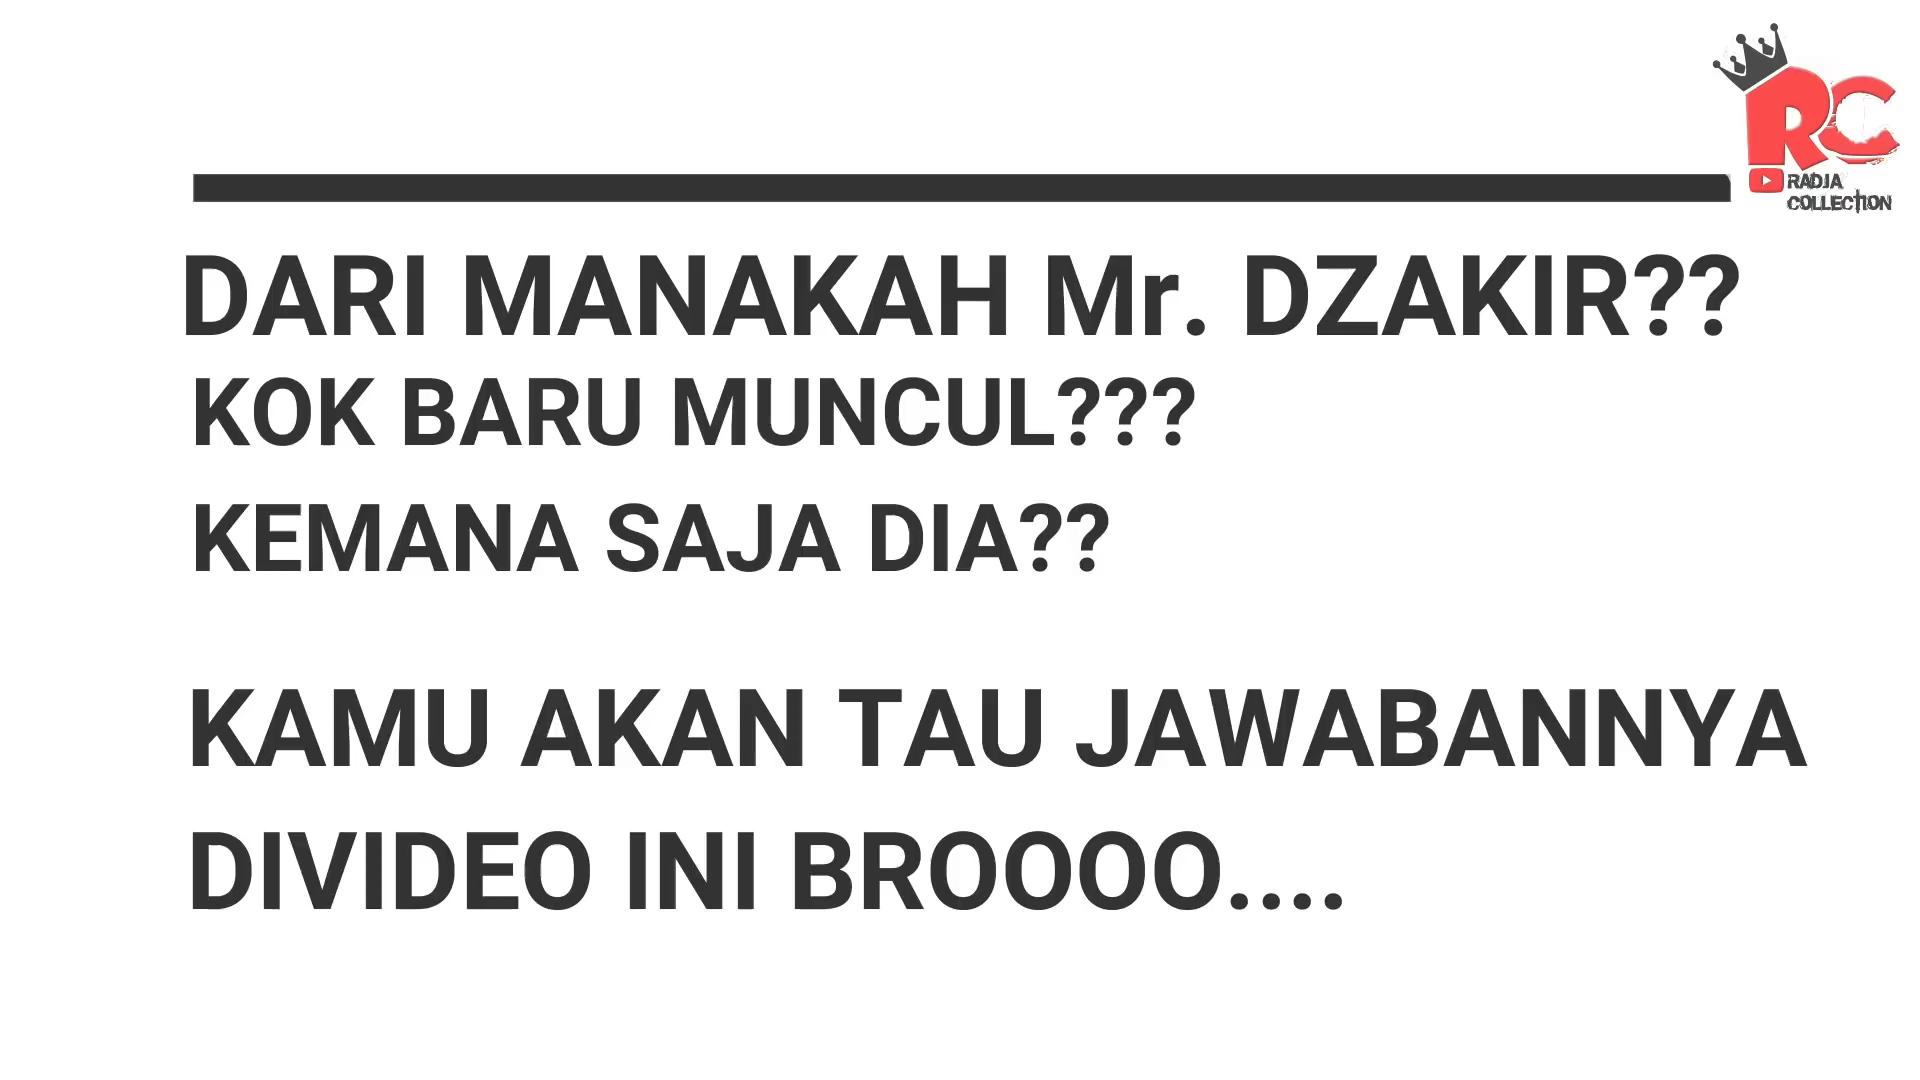 RC
RADJA
COLLECTION
DARI MANAKAH Mr. DZAKIR??
KOK BARU MUNCUL???
KEMANA SAJA DIA??
KAMU AKAN TAU JAWABANNYA
DIVIDEO INI BROOOO....